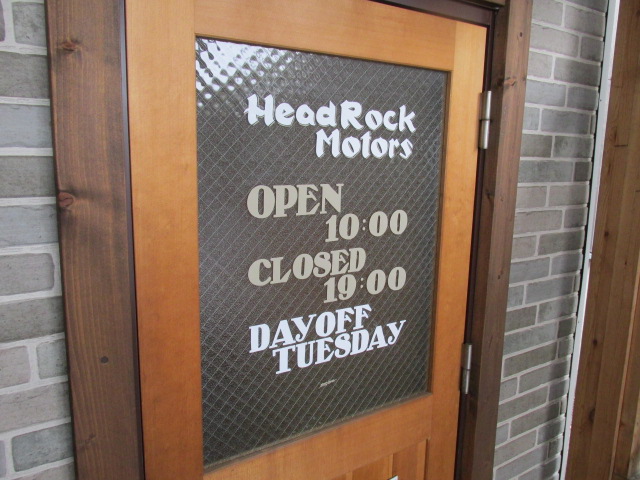 HeadRock
Motors
OPEN
10:00
CLOSED
19:00
DAYOFF
TUESDAY